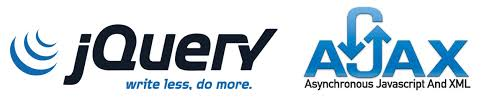 jQuery
write less, do more.
AJAX
Asynchronous Javascript And XML